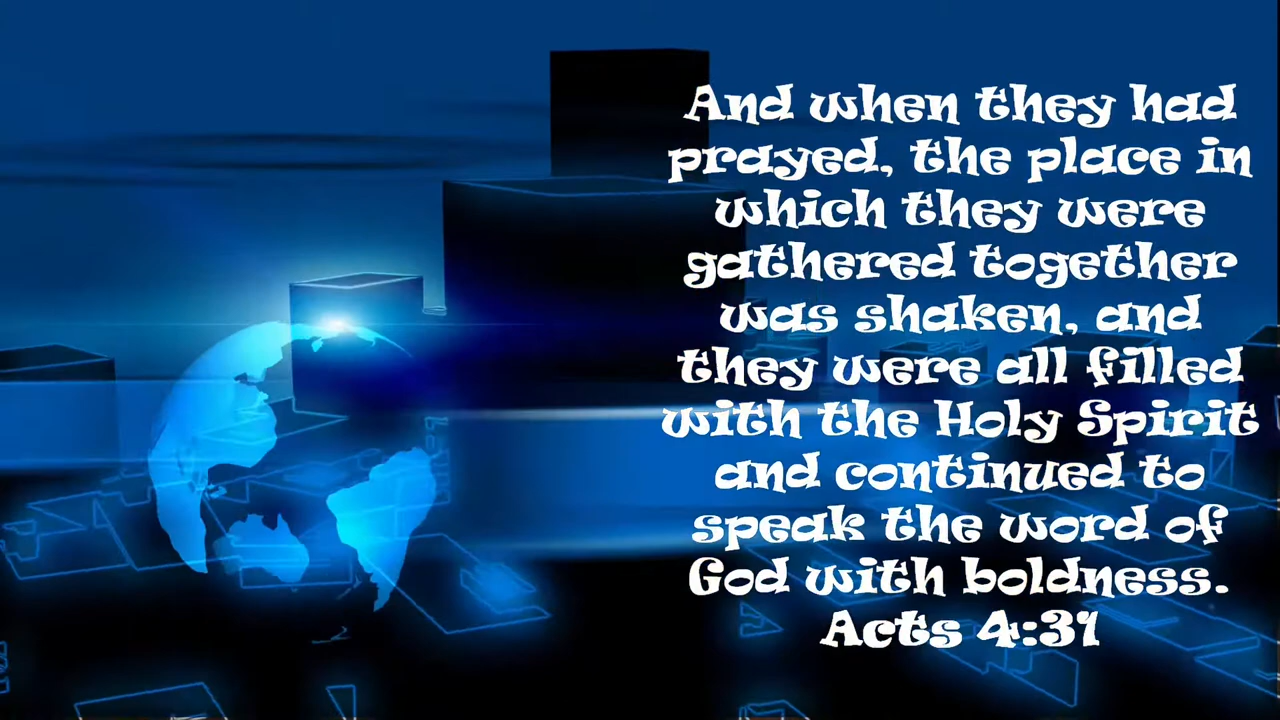 And when they had
prayed, the place in
which they were
gathered together
was shaken, and
they were all filled
with the Holy Spirit
and continued to
speak the word of
God with boldness.
Acts 4:31